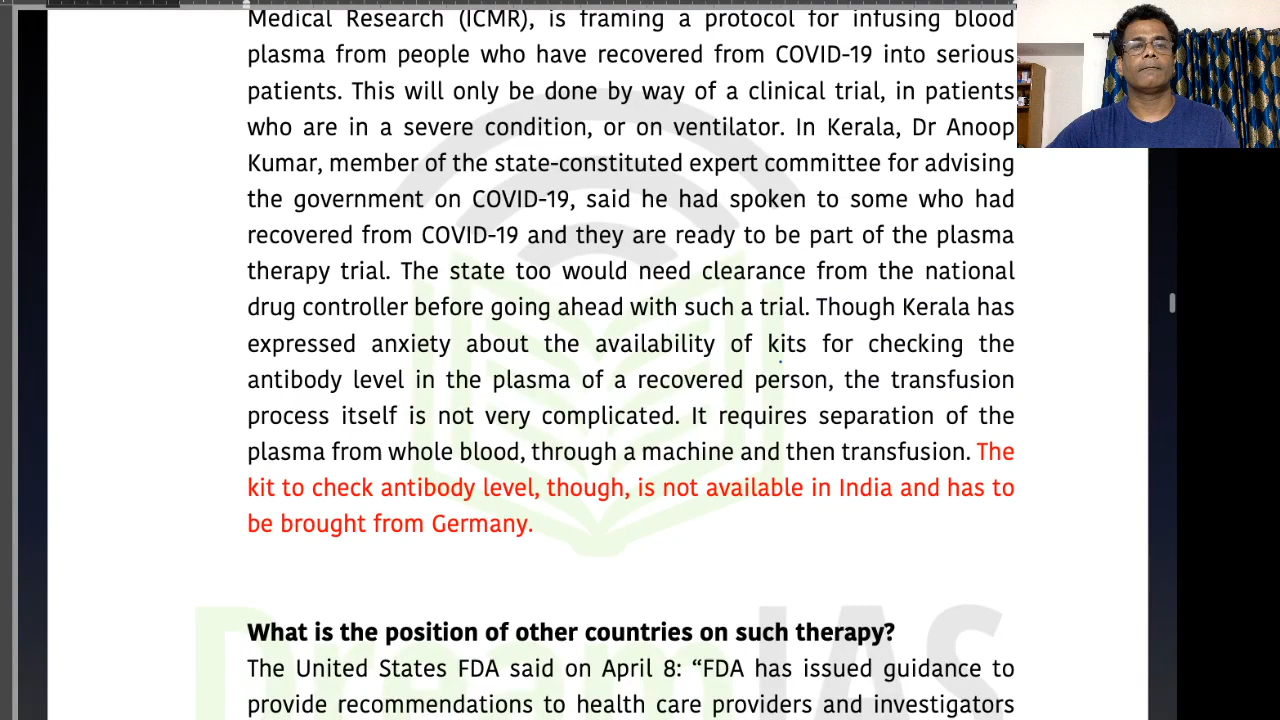 Medical Research (ICMR), is framing a protocol for infusing blood
plasma from people who have recovered from COVID-19 into serious
patients. This will only be done by way of a clinical trial, in patients
who are in a severe condition, or on ventilator. In Kerala, Dr Anoop
Kumar, member of the state-constituted expert committee for advising
the government on COVID-19, said he had spoken to some who had
recovered from COVID-19 and they are ready to be part of the plasma
therapy trial. The state too would need clearance from the national
drug controller before going ahead with such a trial. Though Kerala has
expressed anxiety about the availability of kits for checking the
antibody level in the plasma of a recovered person, the transfusion
process itself is not very complicated. It requires separation of the
plasma from whole blood, through a machine and then transfusion. The
kit to check antibody level, though, is not available in India and has to
be brought from Germany.
What is the position of other countries on such therapy?
The United States FDA said on April 8: “FDA has issued guidance to
provide recommendations to health care providers and investigators
DreamIAS